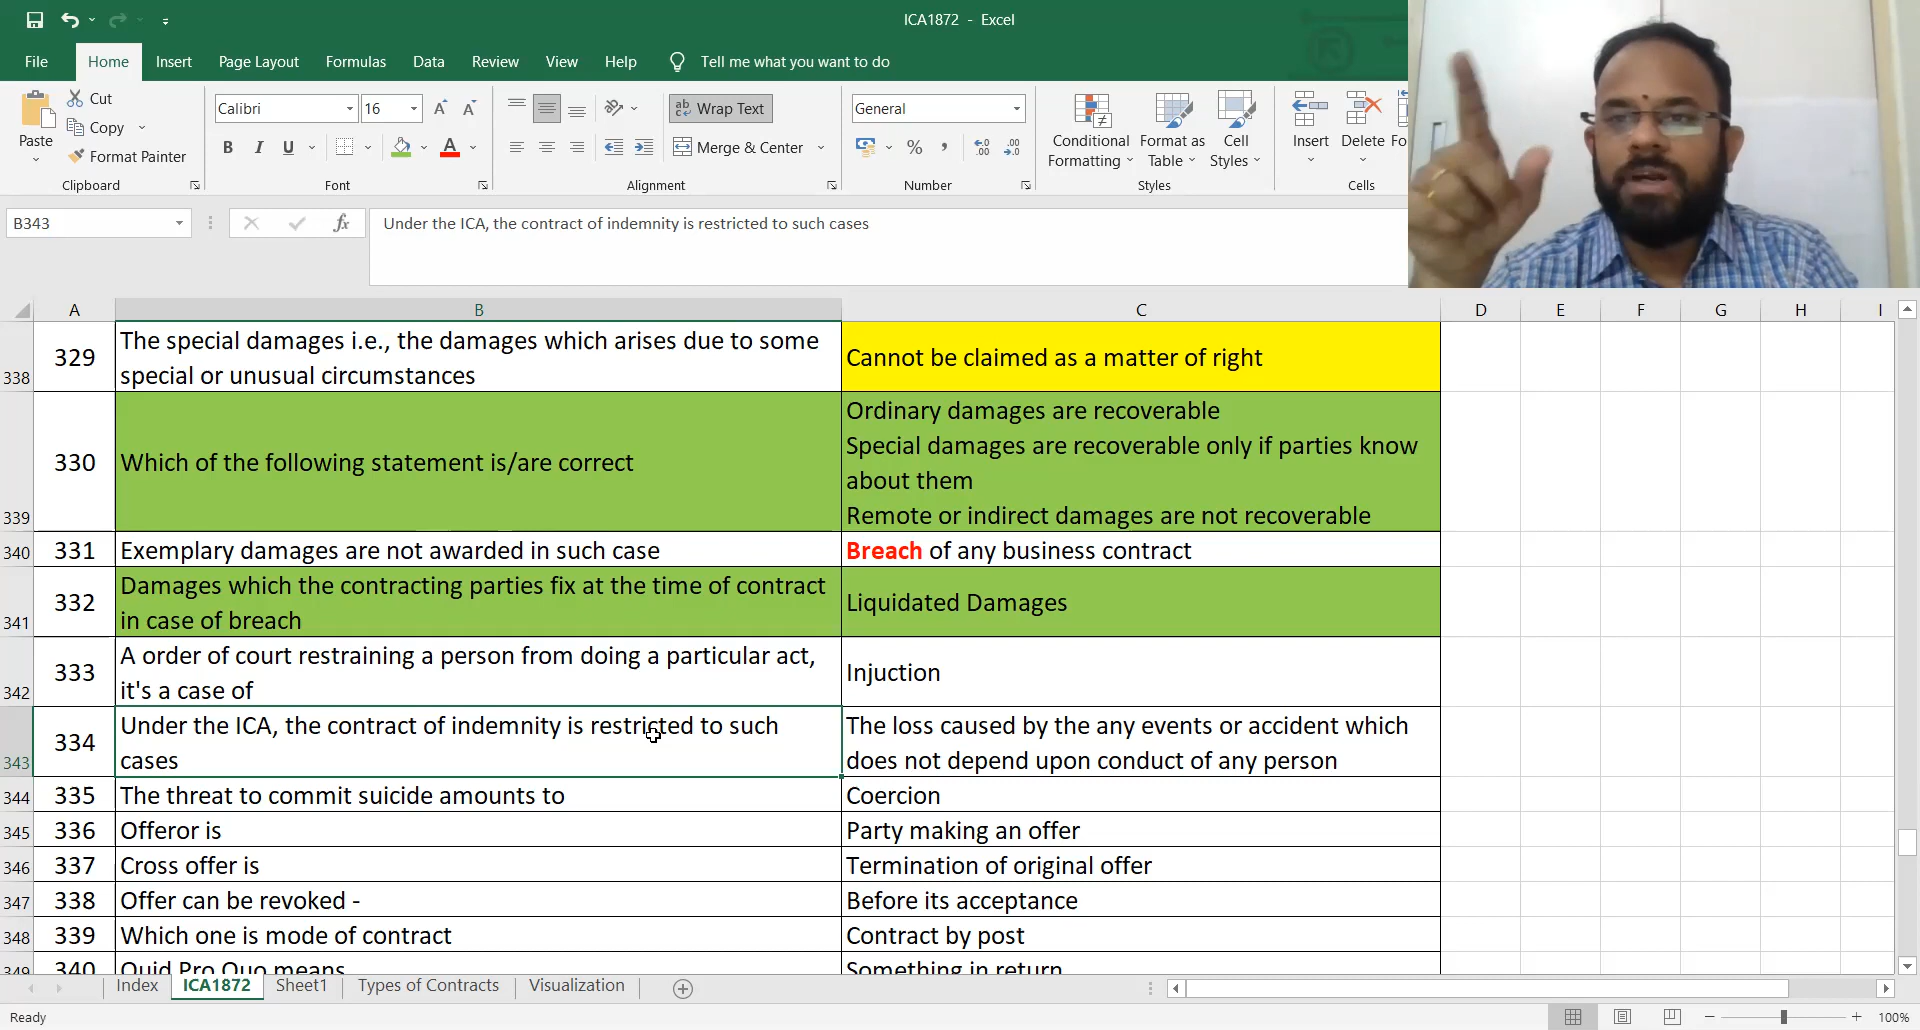 ICA1872 - Excel
File Home Insert Page Layout Formulas Data Review View Help Tell me what you want to do
Paste
Cut
Copy
Format Painter
Clipboard
Calibri 16
B I U
A
Font
ab Wrap Text
Merge & Center
Alignment
General
% ,
Number
Conditional Formatting
Format as Table
Cell Styles
Styles
Insert Delete Fo
Cells
B343
fx Under the ICA, the contract of indemnity is restricted to such cases
A B C D E F G H I
338 329 The special damages i.e., the damages which arises due to some
special or unusual circumstances
Cannot be claimed as a matter of right
339 330 Which of the following statement is/are correct
Ordinary damages are recoverable
Special damages are recoverable only if parties know
about them
Remote or indirect damages are not recoverable
340 331 Exemplary damages are not awarded in such case Breach of any business contract
341 332 Damages which the contracting parties fix at the time of contract
in case of breach
Liquidated Damages
342 333 A order of court restraining a person from doing a particular act,
it's a case of
Injuction
343 334 Under the ICA, the contract of indemnity is restricted to such
cases
The loss caused by the any events or accident which
does not depend upon conduct of any person
344 335 The threat to commit suicide amounts to Coercion
345 336 Offeror is Party making an offer
346 337 Cross offer is Termination of original offer
347 338 Offer can be revoked - Before its acceptance
348 339 Which one is mode of contract Contract by post
349 340 Quid Pro Quo means Something in return
Index ICA1872 Sheet1 Types of Contracts Visualization
Ready
100%